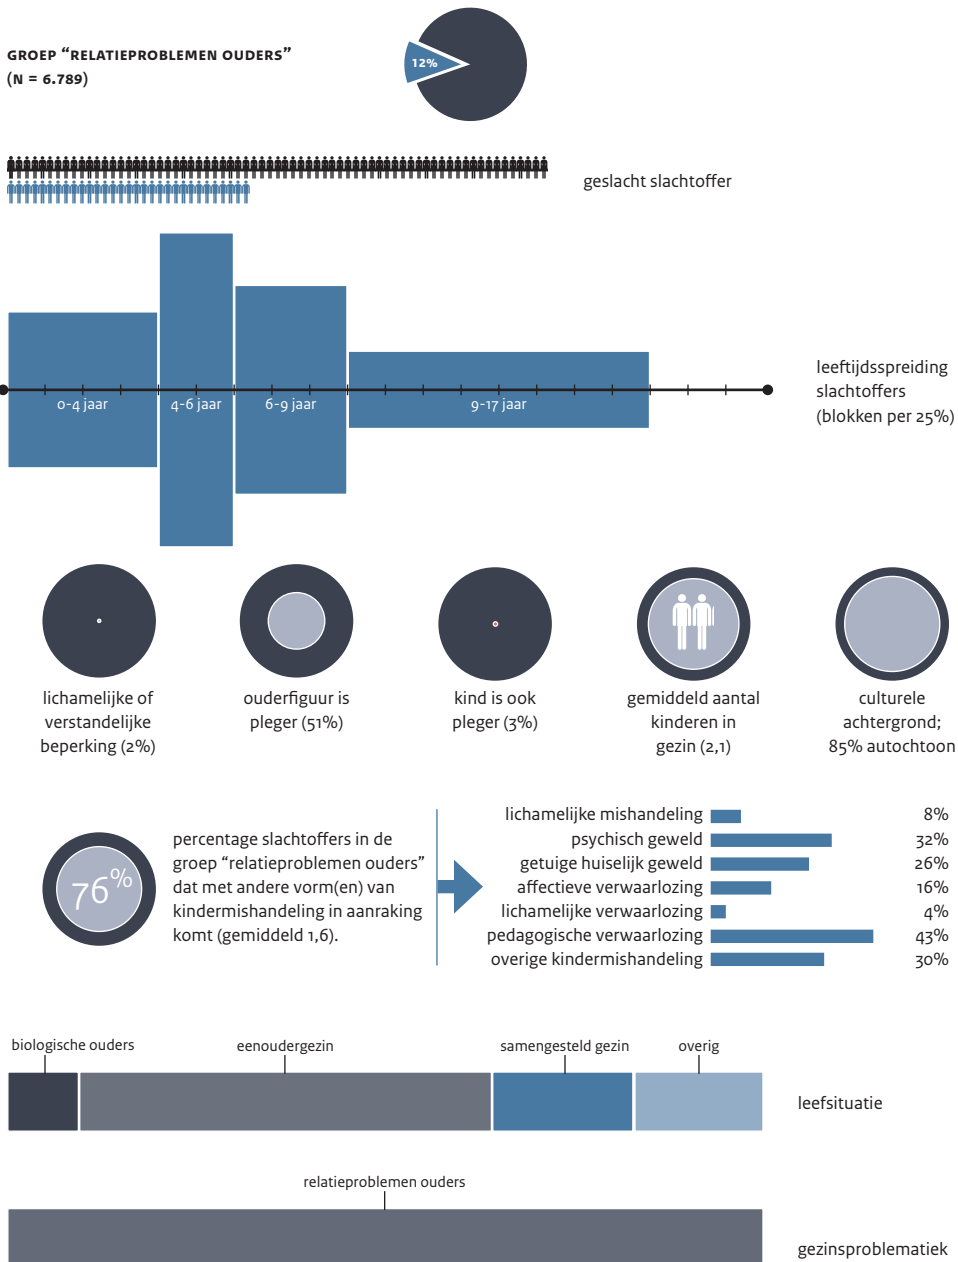 GROEP “RELATIEPROBLEMEN OUDERS”
(N = 6.789)
12%
geslacht slachtoffer
leeftijdsspreiding
slachtoffers
(blokken per 25%)
0-4 jaar
4-6 jaar
6-9 jaar
9-17 jaar
lichamelijke of
verstandelijke
beperking (2%)
ouderfiguur is
pleger (51%)
kind is ook
pleger (3%)
gemiddeld aantal
kinderen in
gezin (2,1)
culturele
achtergrond;
85% autochtoon
76%
percentage slachtoffers in de
groep “relatieproblemen ouders”
dat met andere vorm(en) van
kindermishandeling in aanraking
komt (gemiddeld 1,6).
lichamelijke mishandeling 8%
psychisch geweld 32%
getuige huiselijk geweld 26%
affectieve verwaarlozing 16%
lichamelijke verwaarlozing 4%
pedagogische verwaarlozing 43%
overige kindermishandeling 30%
biologische ouders
eenoudergezin
samengesteld gezin
overig
leefsituatie
relatieproblemen ouders
gezinsproblematiek